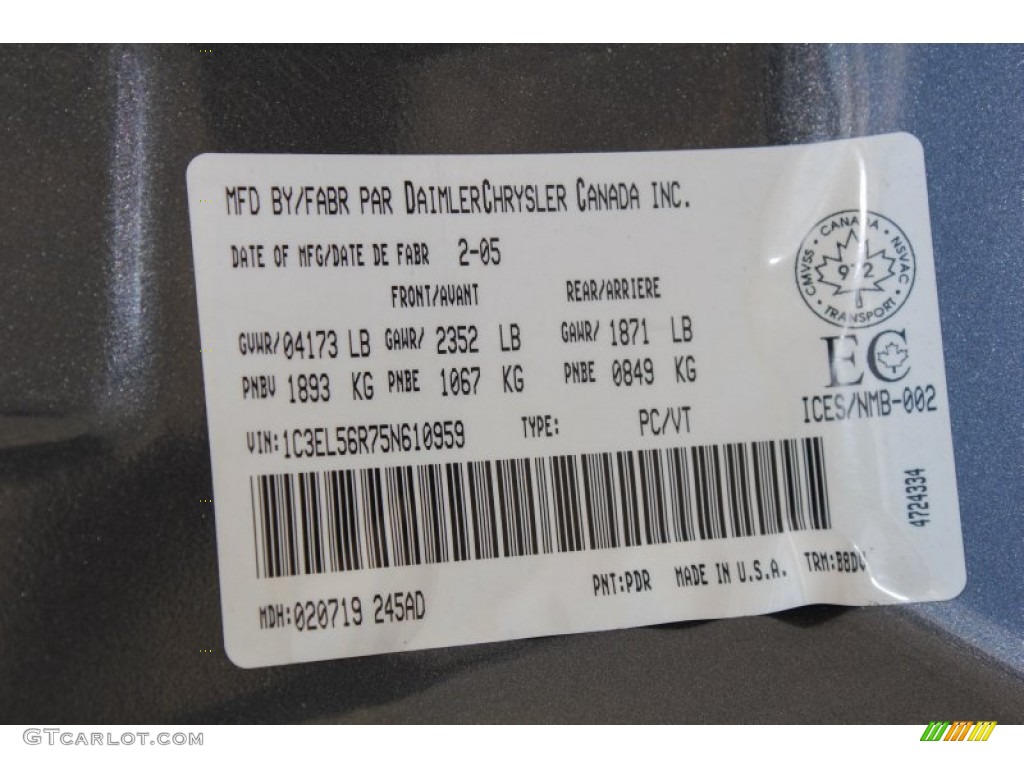 MFD BY/FABR PAR DAIMLERCHRYSLER CANADA INC.
DATE OF MFG/DATE DE FABR 2-05
FRONT/AVANT REAR/ARRIERE
GVWR/04173 LB GAWR/ 2352 LB GAWR/ 1871 LB
PNBV 1893 KG PNBE 1067 KG PNBE 0849 KG
VIN:1C3EL56R75N610959 TYPE: PC/VT
MDH:020719 245AD PNT:PDR MADE IN U.S.A. TRM:B8DV
CANADA • NSVAC • TRANSPORT • CMVSS •
972
EC
ICES/NMB-002
4724334
GTCARLOT.COM